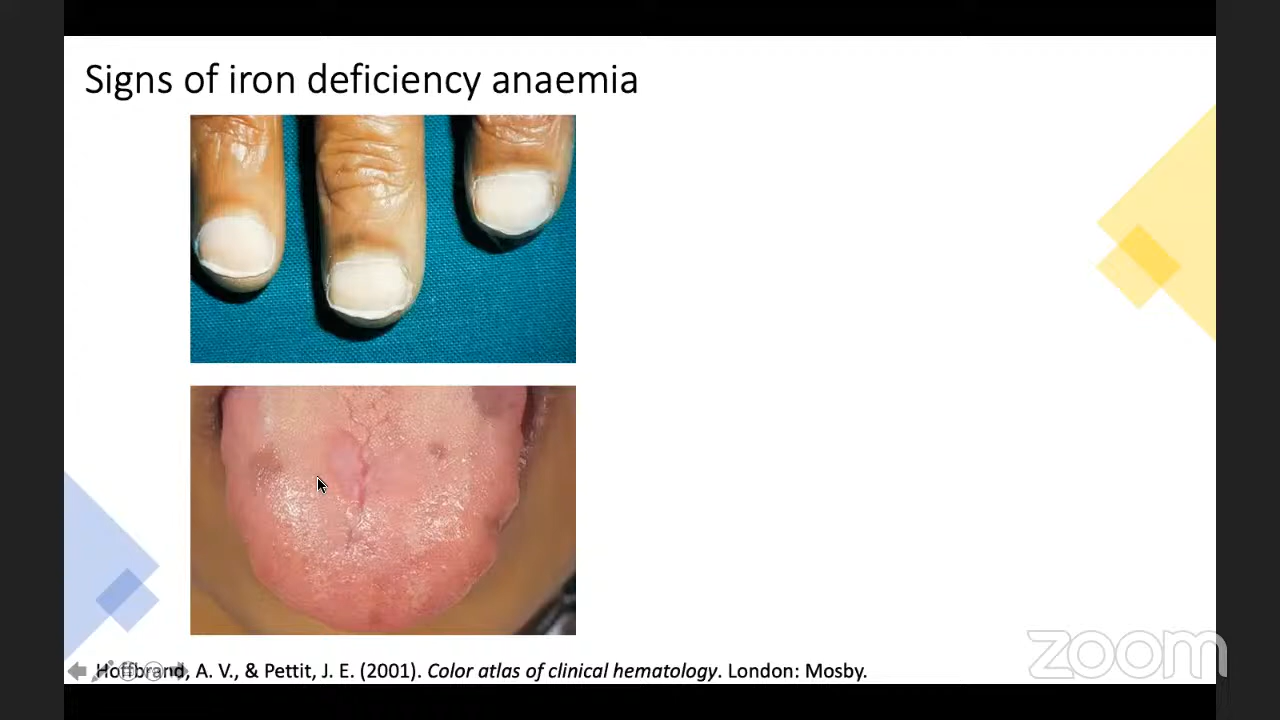 Signs of iron deficiency anaemia
Hoffbrand, A. V., & Pettit, J. E. (2001). Color atlas of clinical hematology. London: Mosby.
zoom